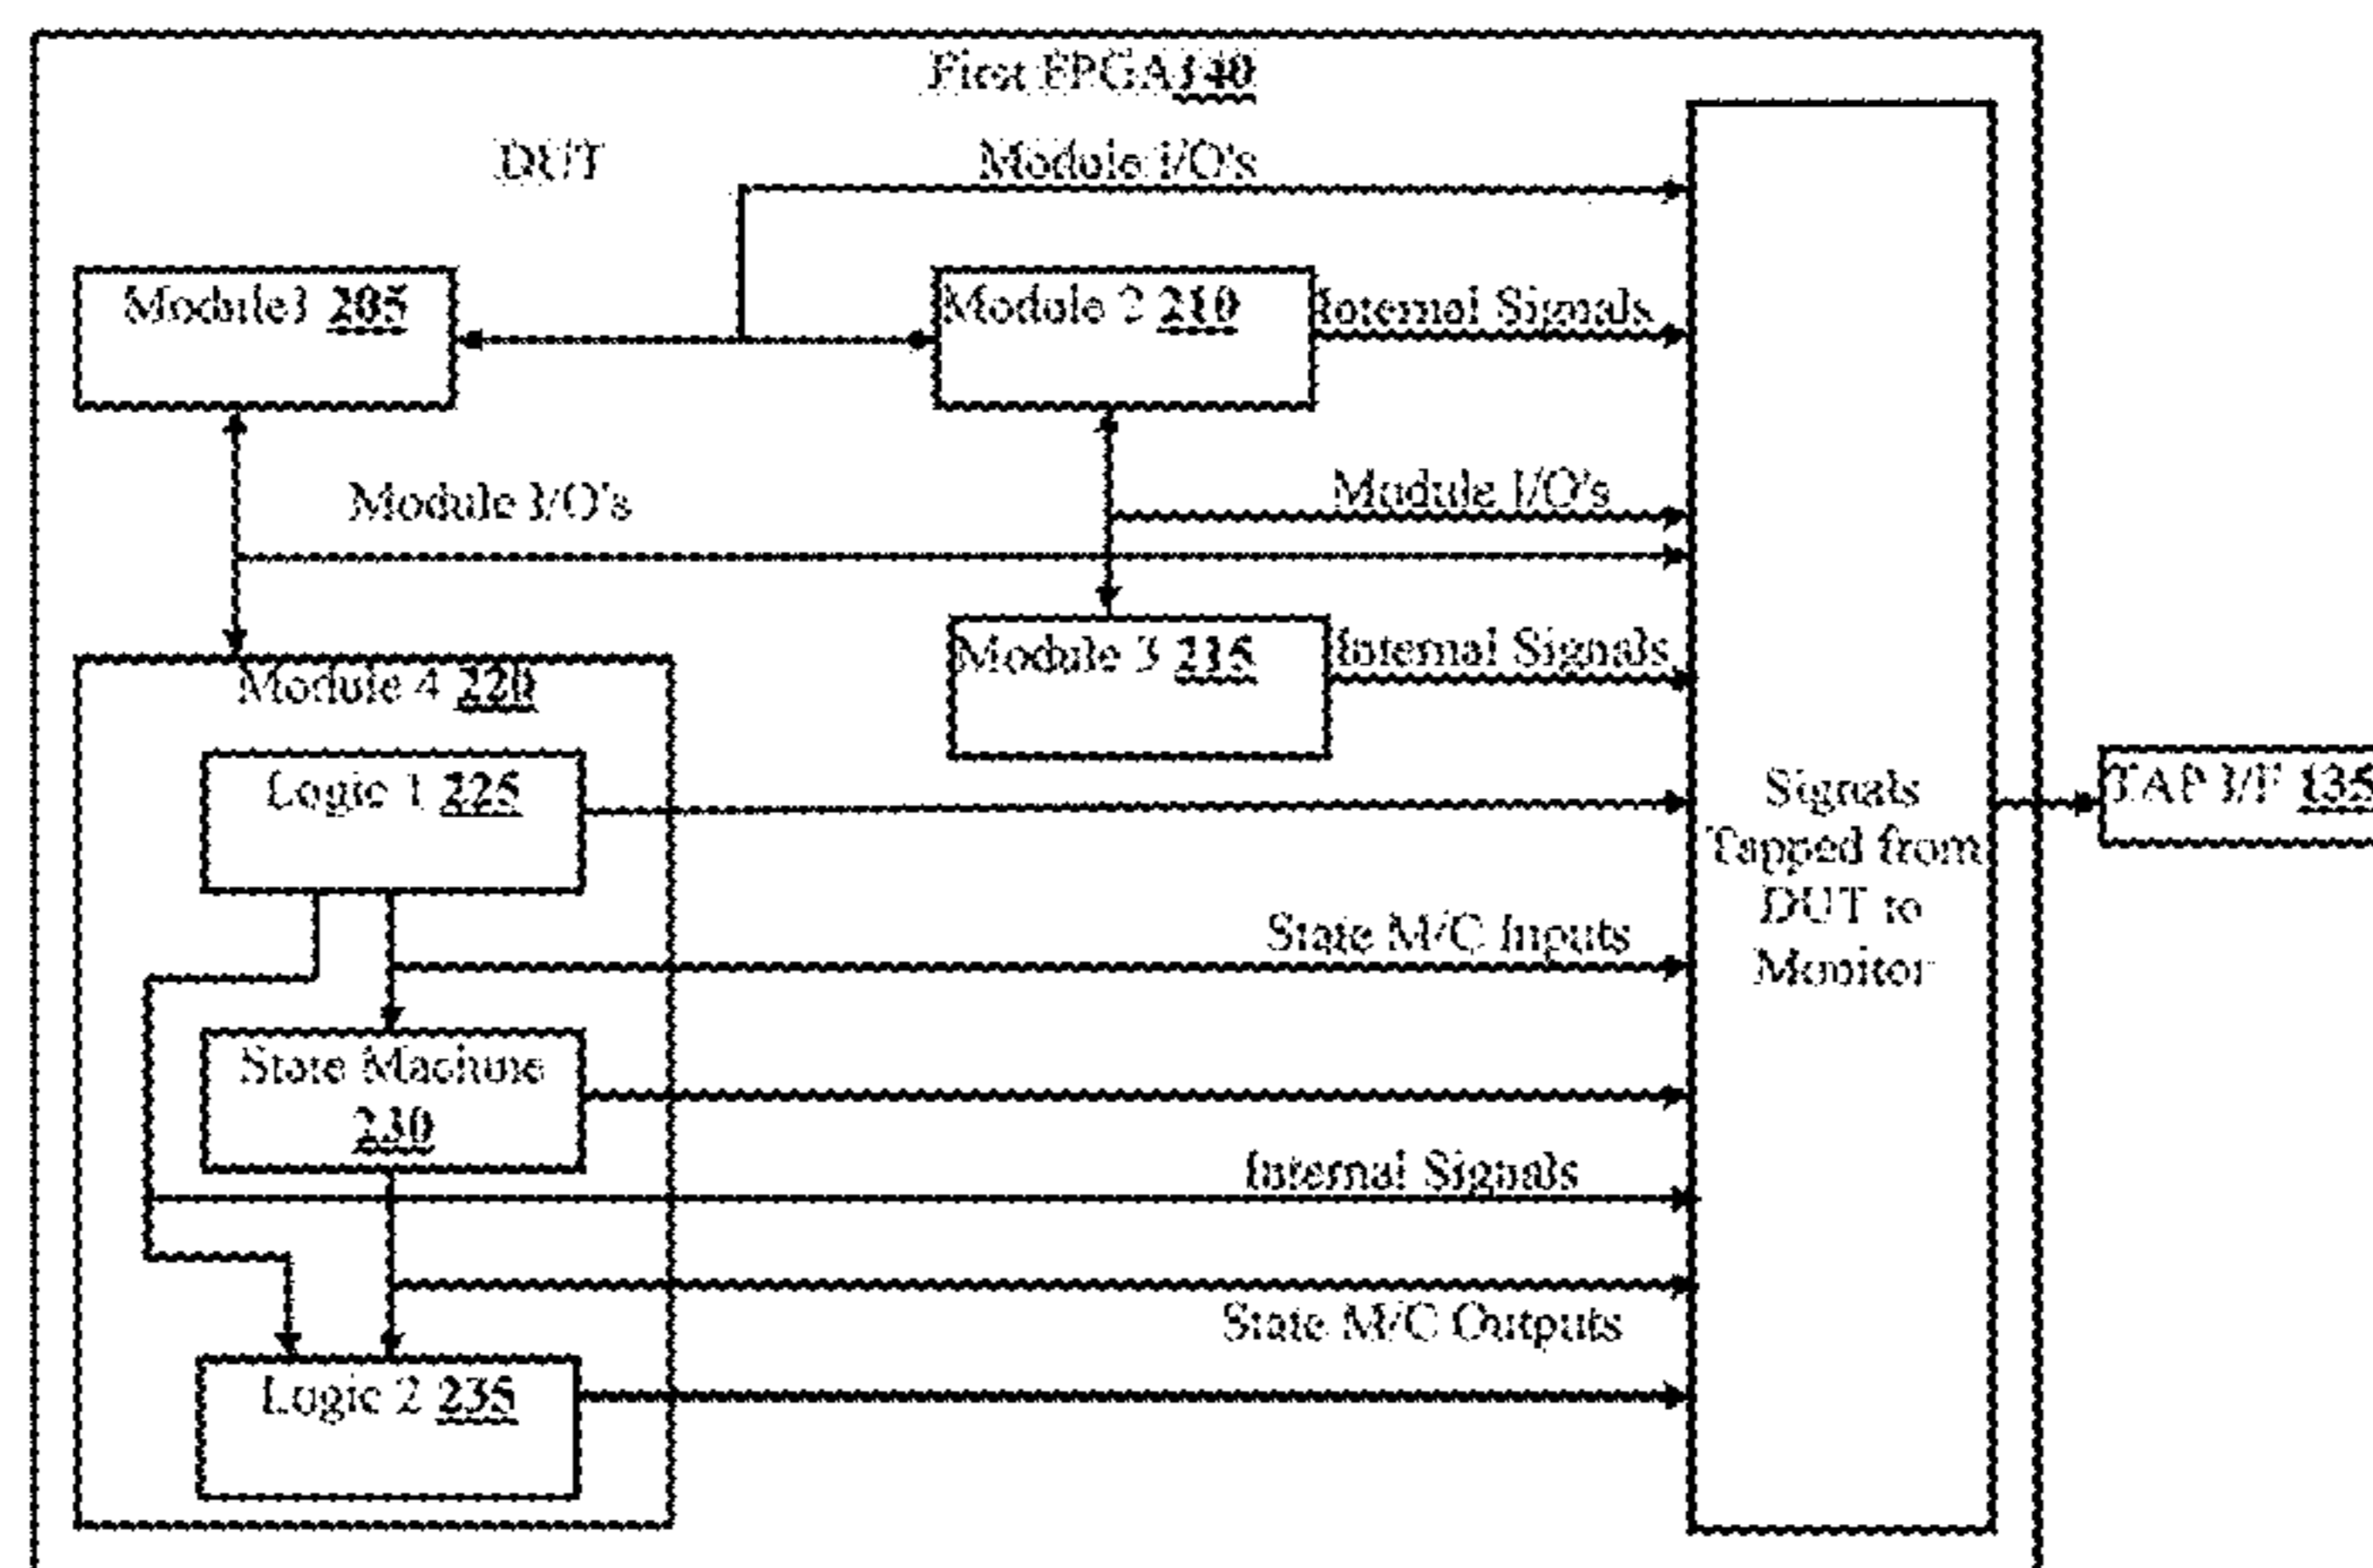 First FPGA 140
DUT
Module I/O's
Module1 205
Module 2 210
Internal Signals
Module I/O's
Module I/O's
Module 3 215
Internal Signals
Module 4 220
Logic 1 225
Signals
Tapped from
DUT to
Monitor
TAP I/F 135
State M/C Inputs
State Machine
230
Internal Signals
State M/C Outputs
Logic 2 235